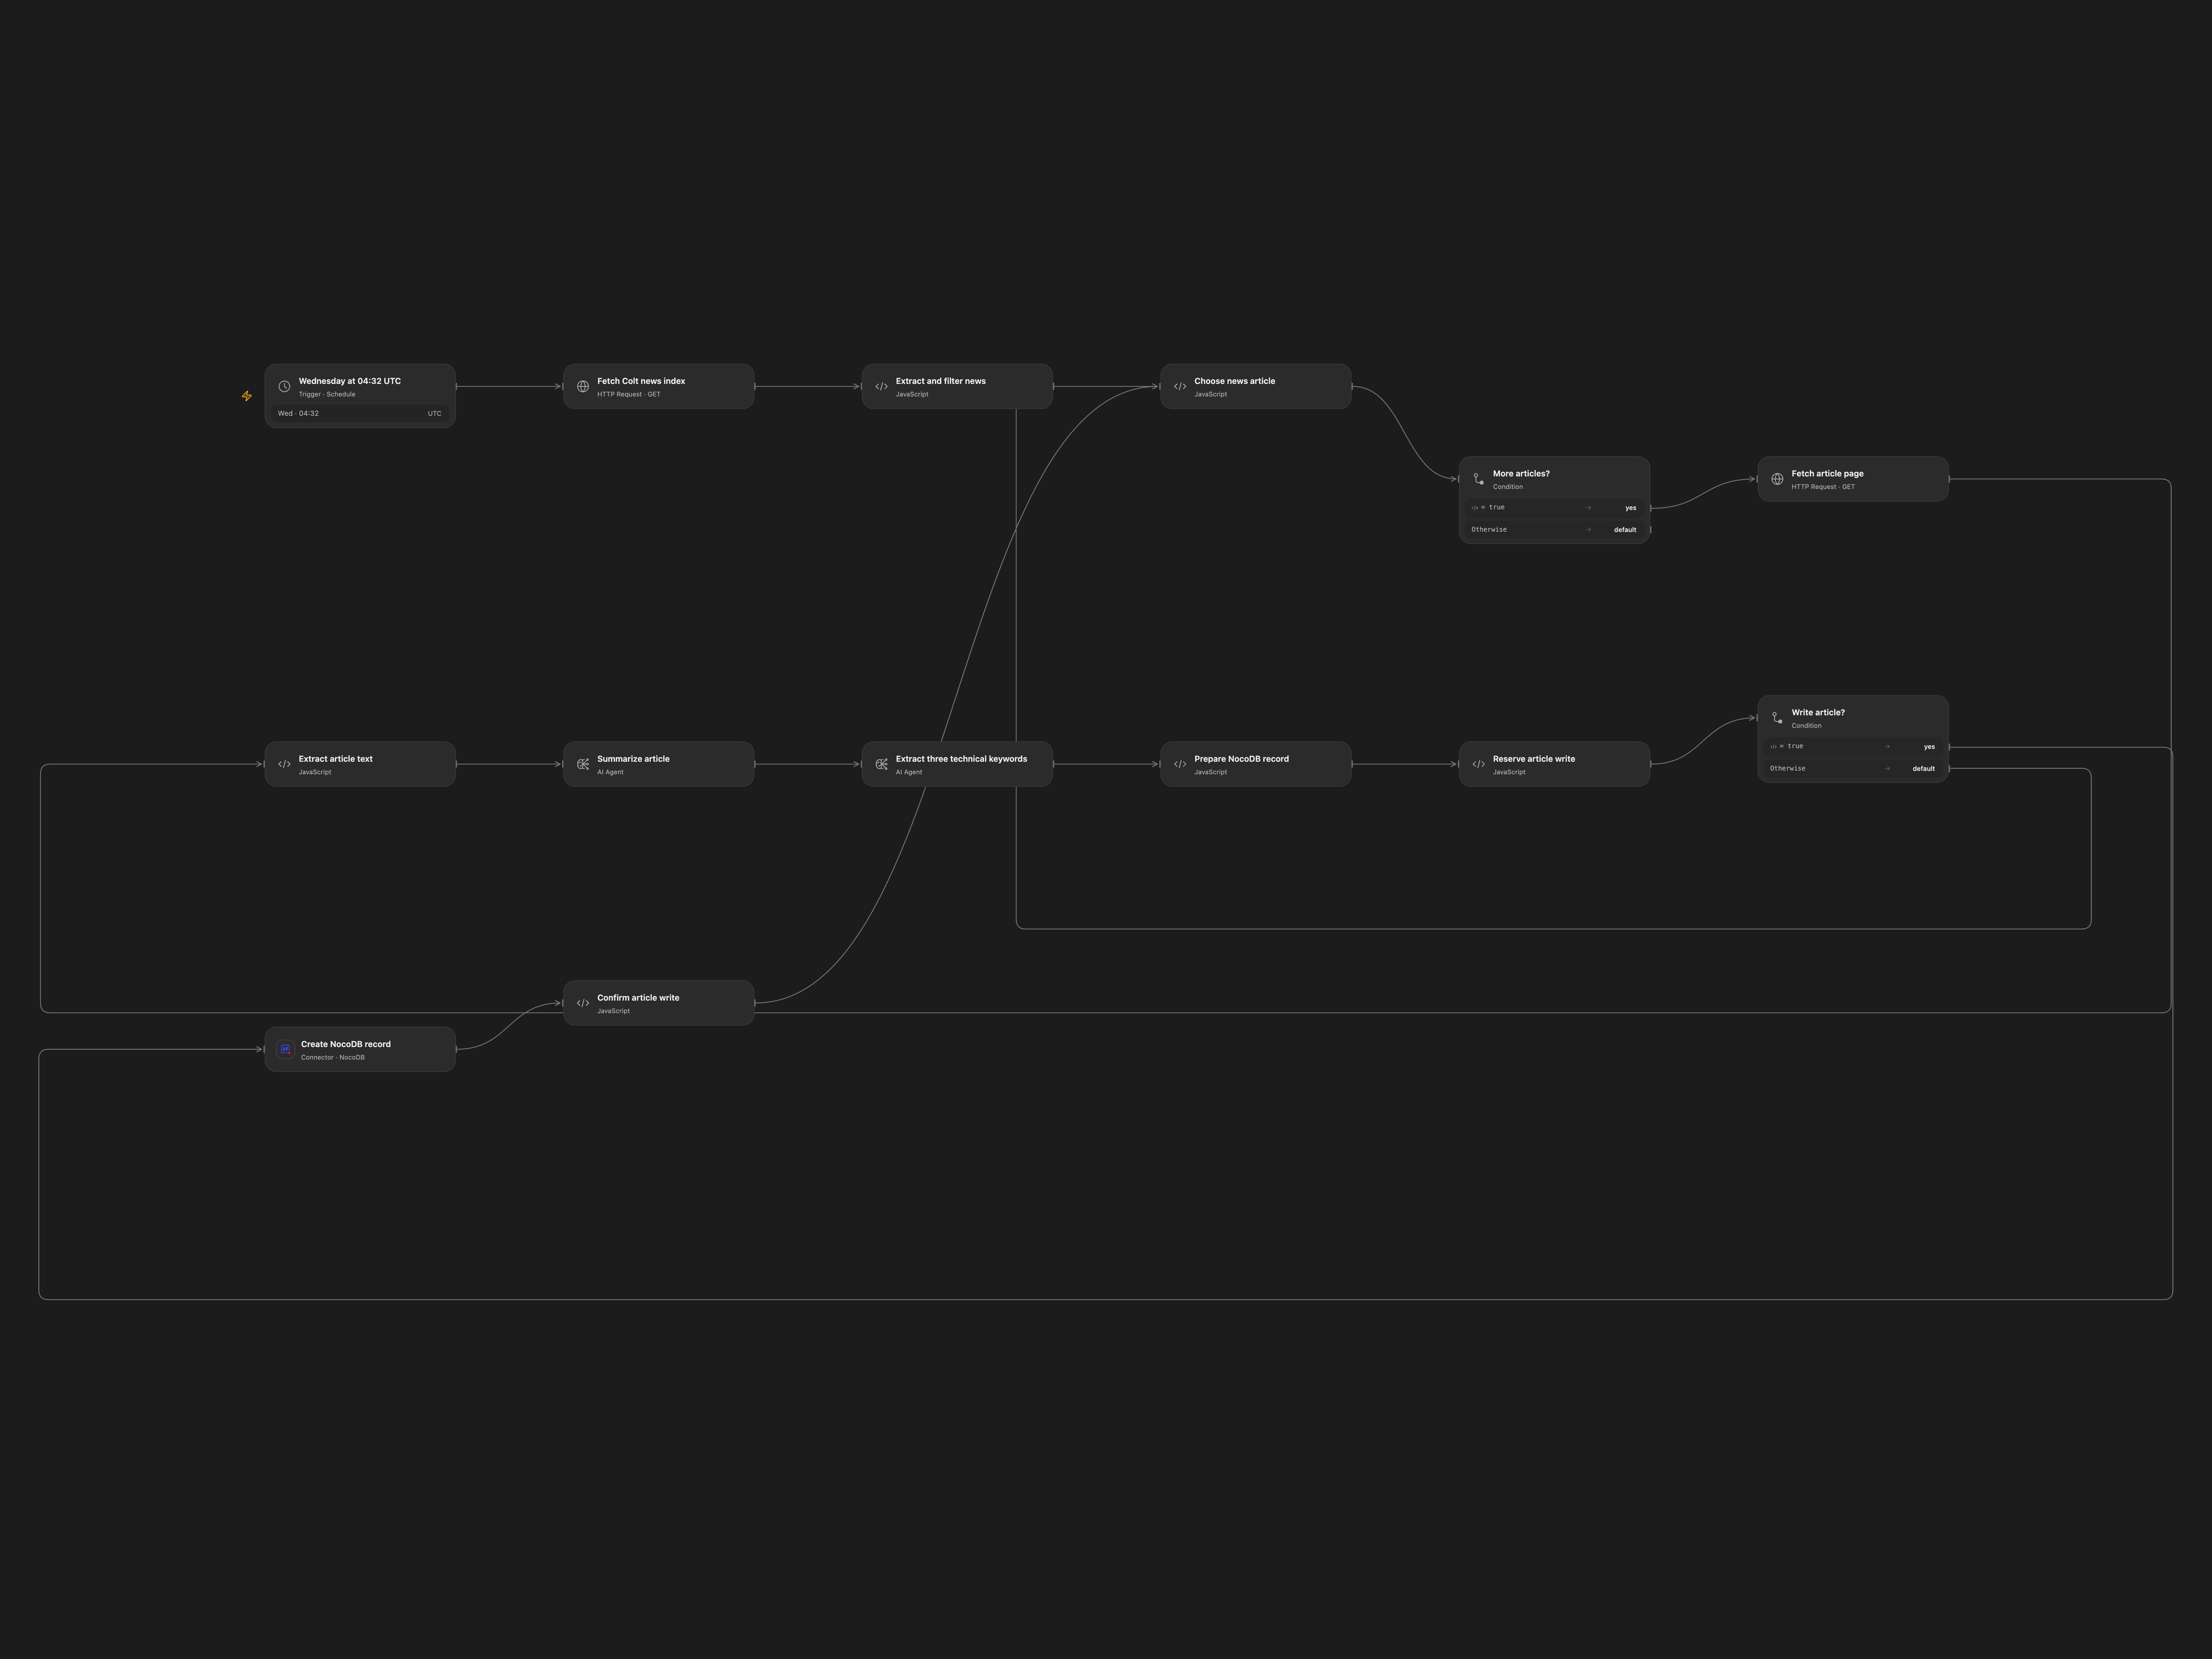 Wednesday at 04:32 UTC
Trigger · Schedule
Wed · 04:32 UTC
Fetch Colt news index
HTTP Request · GET
Extract and filter news
JavaScript
Choose news article
JavaScript
More articles?
Condition
</> = true → yes
Otherwise → default
Fetch article page
HTTP Request · GET
Extract article text
JavaScript
Summarize article
AI Agent
Extract three technical keywords
AI Agent
Prepare NocoDB record
JavaScript
Reserve article write
JavaScript
Write article?
Condition
</> = true → yes
Otherwise → default
Confirm article write
JavaScript
Create NocoDB record
Connector · NocoDB